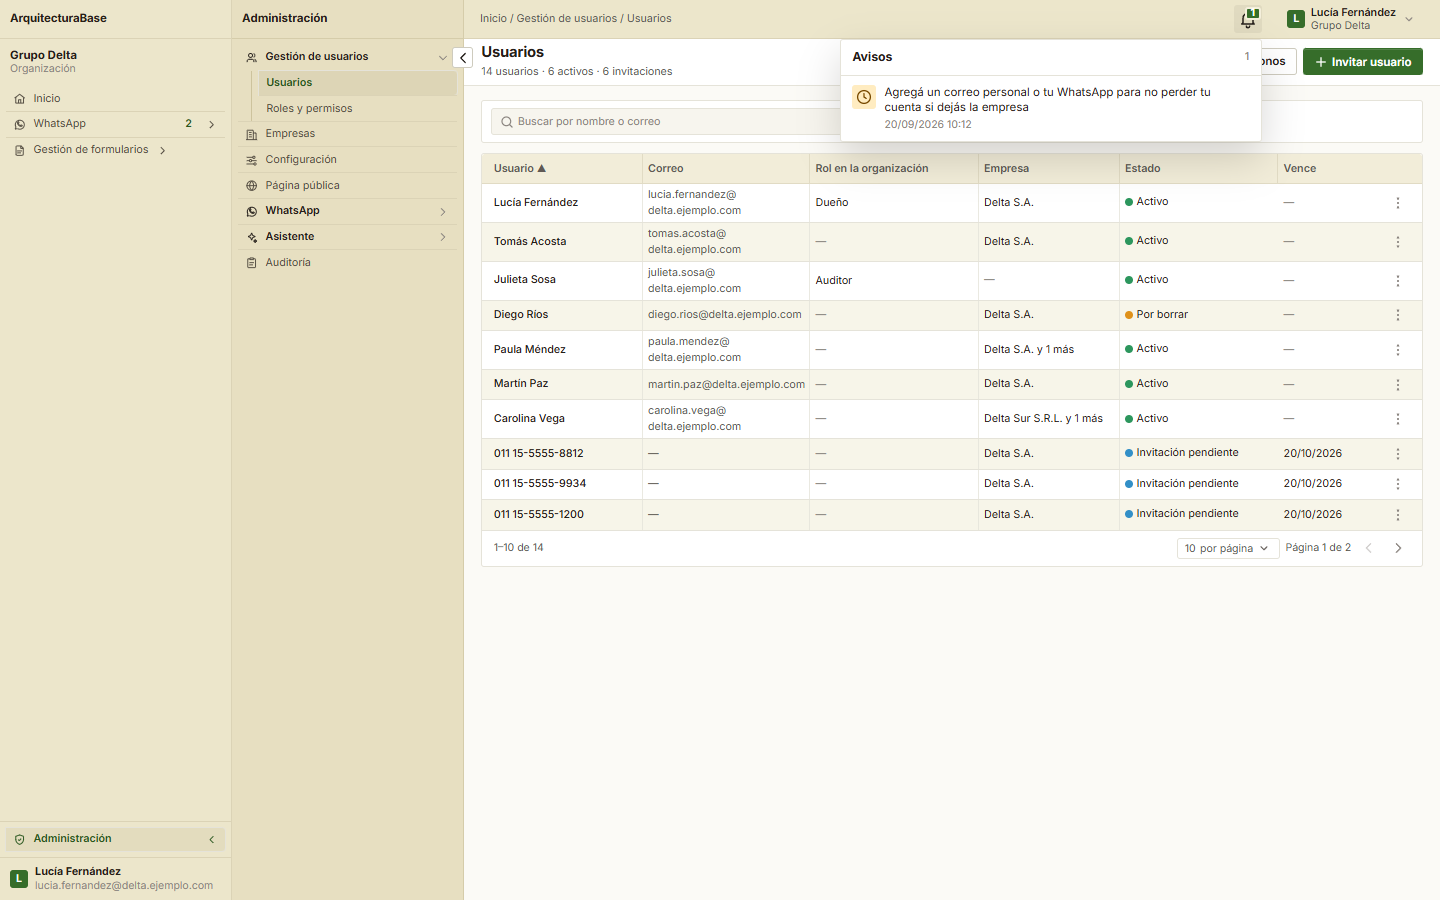 ArquitecturaBase
Grupo Delta
Organización
Inicio
WhatsApp 2
Gestión de formularios
Administración
Lucía Fernández
lucia.fernandez@delta.ejemplo.com
L
Administración
Gestión de usuarios
Usuarios
Roles y permisos
Empresas
Configuración
Página pública
WhatsApp
Asistente
Auditoría
Inicio / Gestión de usuarios / Usuarios
1
L
Lucía Fernández
Grupo Delta
Usuarios
14 usuarios · 6 activos · 6 invitaciones
Invitar usuario
Avisos 1
Agregá un correo personal o tu WhatsApp para no perder tu
cuenta si dejás la empresa
20/09/2026 10:12
Buscar por nombre o correo
Usuario ▲ Correo Rol en la organización Empresa Estado Vence
Lucía Fernández lucia.fernandez@
delta.ejemplo.com Dueño Delta S.A. Activo —
Tomás Acosta tomas.acosta@
delta.ejemplo.com — Delta S.A. Activo —
Julieta Sosa julieta.sosa@
delta.ejemplo.com Auditor — Activo —
Diego Ríos diego.rios@delta.ejemplo.com — Delta S.A. Por borrar —
Paula Méndez paula.mendez@
delta.ejemplo.com — Delta S.A. y 1 más Activo —
Martín Paz martin.paz@delta.ejemplo.com — Delta S.A. Activo —
Carolina Vega carolina.vega@
delta.ejemplo.com — Delta Sur S.R.L. y 1 más Activo —
011 15-5555-8812 — — Delta S.A. Invitación pendiente 20/10/2026
011 15-5555-9934 — — Delta S.A. Invitación pendiente 20/10/2026
011 15-5555-1200 — — Delta S.A. Invitación pendiente 20/10/2026
1–10 de 14 10 por página Página 1 de 2